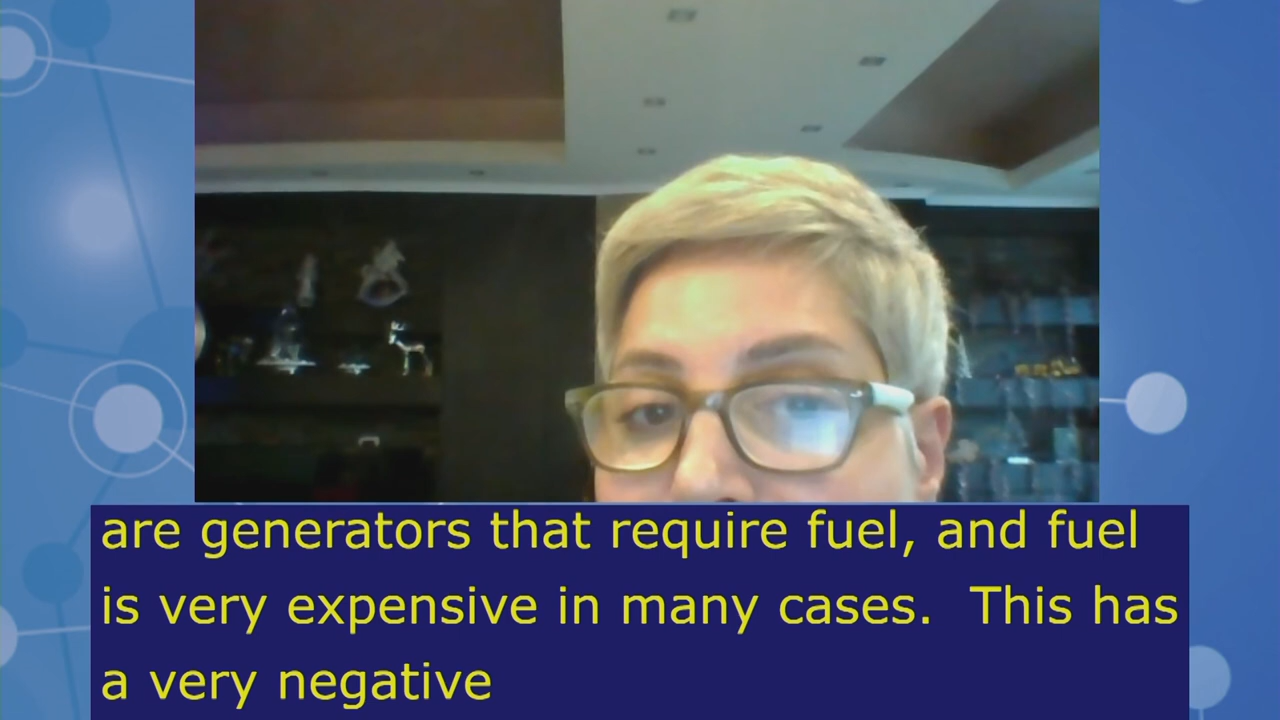 are generators that require fuel, and fuel
is very expensive in many cases.  This has
a very negative